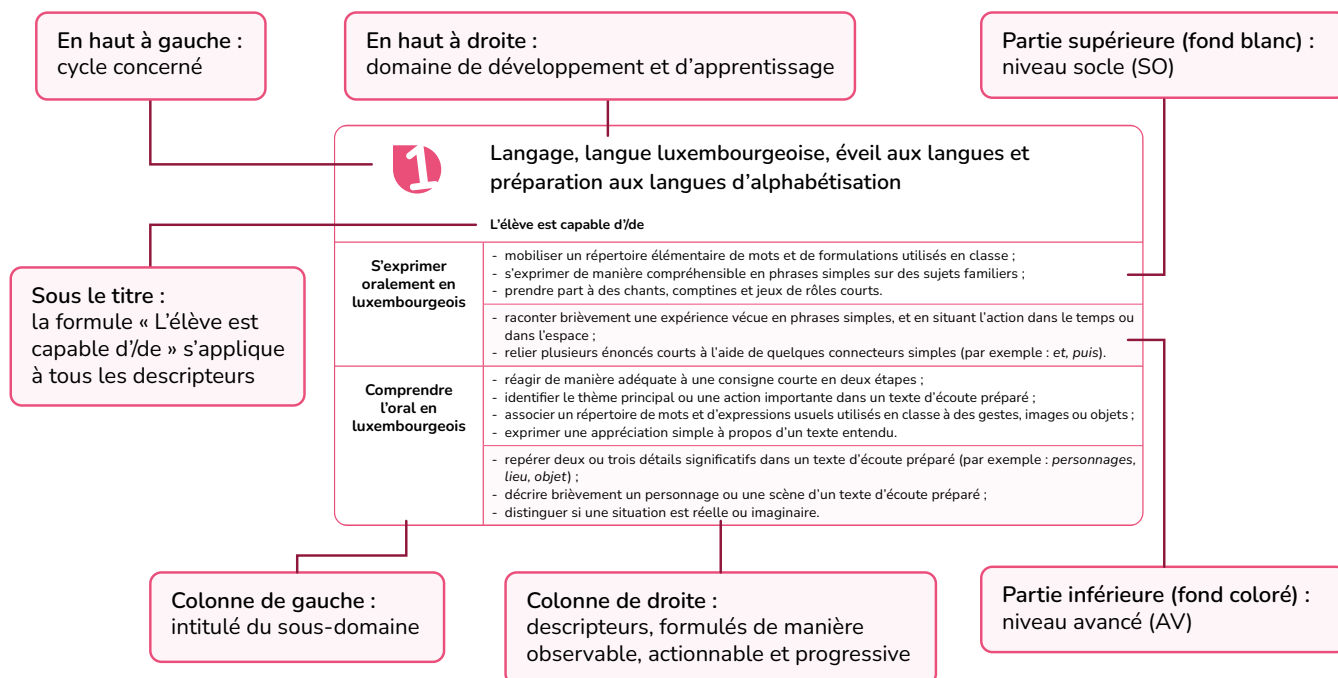 En haut à gauche :
cycle concerné
En haut à droite :
domaine de développement et d’apprentissage
Partie supérieure (fond blanc) :
niveau socle (SO)
1
Langage, langue luxembourgeoise, éveil aux langues et
préparation aux langues d’alphabétisation
L’élève est capable d’/de
Sous le titre :
la formule « L’élève est
capable d’/de » s’applique
à tous les descripteurs
S’exprimer
oralement en
luxembourgeois
- mobiliser un répertoire élémentaire de mots et de formulations utilisés en classe ;
- s’exprimer de manière compréhensible en phrases simples sur des sujets familiers ;
- prendre part à des chants, comptines et jeux de rôles courts.
- raconter brièvement une expérience vécue en phrases simples, et en situant l’action dans le temps ou
dans l’espace ;
- relier plusieurs énoncés courts à l’aide de quelques connecteurs simples (par exemple : et, puis).
Comprendre
l’oral en
luxembourgeois
- réagir de manière adéquate à une consigne courte en deux étapes ;
- identifier le thème principal ou une action importante dans un texte d’écoute préparé ;
- associer un répertoire de mots et d’expressions usuels utilisés en classe à des gestes, images ou objets ;
- exprimer une appréciation simple à propos d’un texte entendu.
- repérer deux ou trois détails significatifs dans un texte d’écoute préparé (par exemple : personnages,
lieu, objet) ;
- décrire brièvement un personnage ou une scène d’un texte d’écoute préparé ;
- distinguer si une situation est réelle ou imaginaire.
Colonne de gauche :
intitulé du sous-domaine
Colonne de droite :
descripteurs, formulés de manière
observable, actionnable et progressive
Partie inférieure (fond coloré) :
niveau avancé (AV)